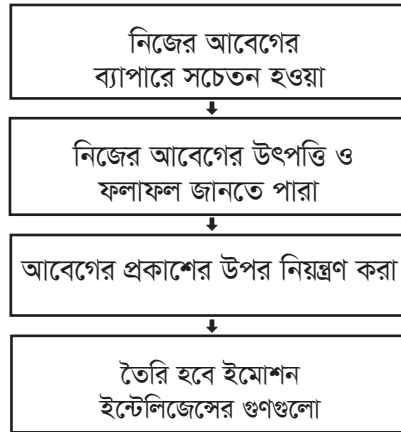 নিজের আবেগের
ব্যাপারে সচেতন হওয়া
নিজের আবেগের উৎপত্তি ও
ফলাফল জানতে পারা
আবেগের প্রকাশের উপর নিয়ন্ত্রণ করা
তৈরি হবে ইমোশন
ইন্টেলিজেন্সের গুণগুলো